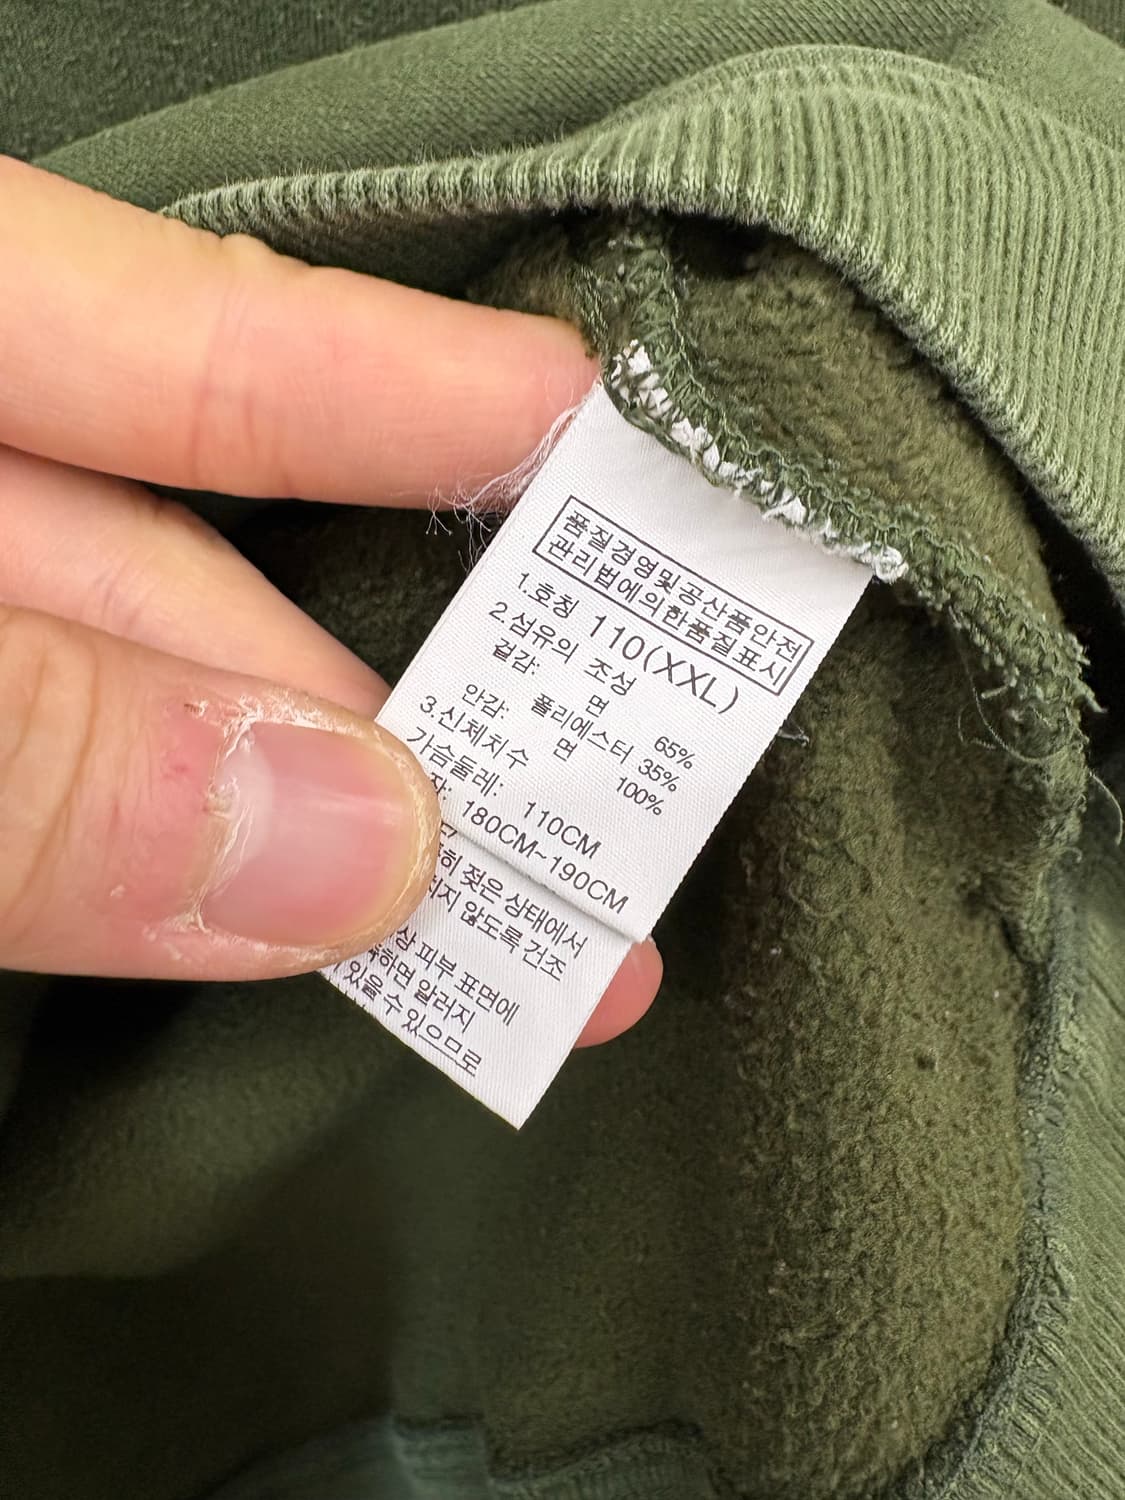 품질경영및공산품안전
관리법에의한품질표시
1.호칭 110(XXL)
2.섬유의 조성
겉감: 면 65%
폴리에스터 35%
안감: 면 100%
3.신체치수
가슴둘레: 110CM
180CM~190CM
젖은 상태에서
않도록 건조
피부 표면에
알러지
있을 수 있으므로